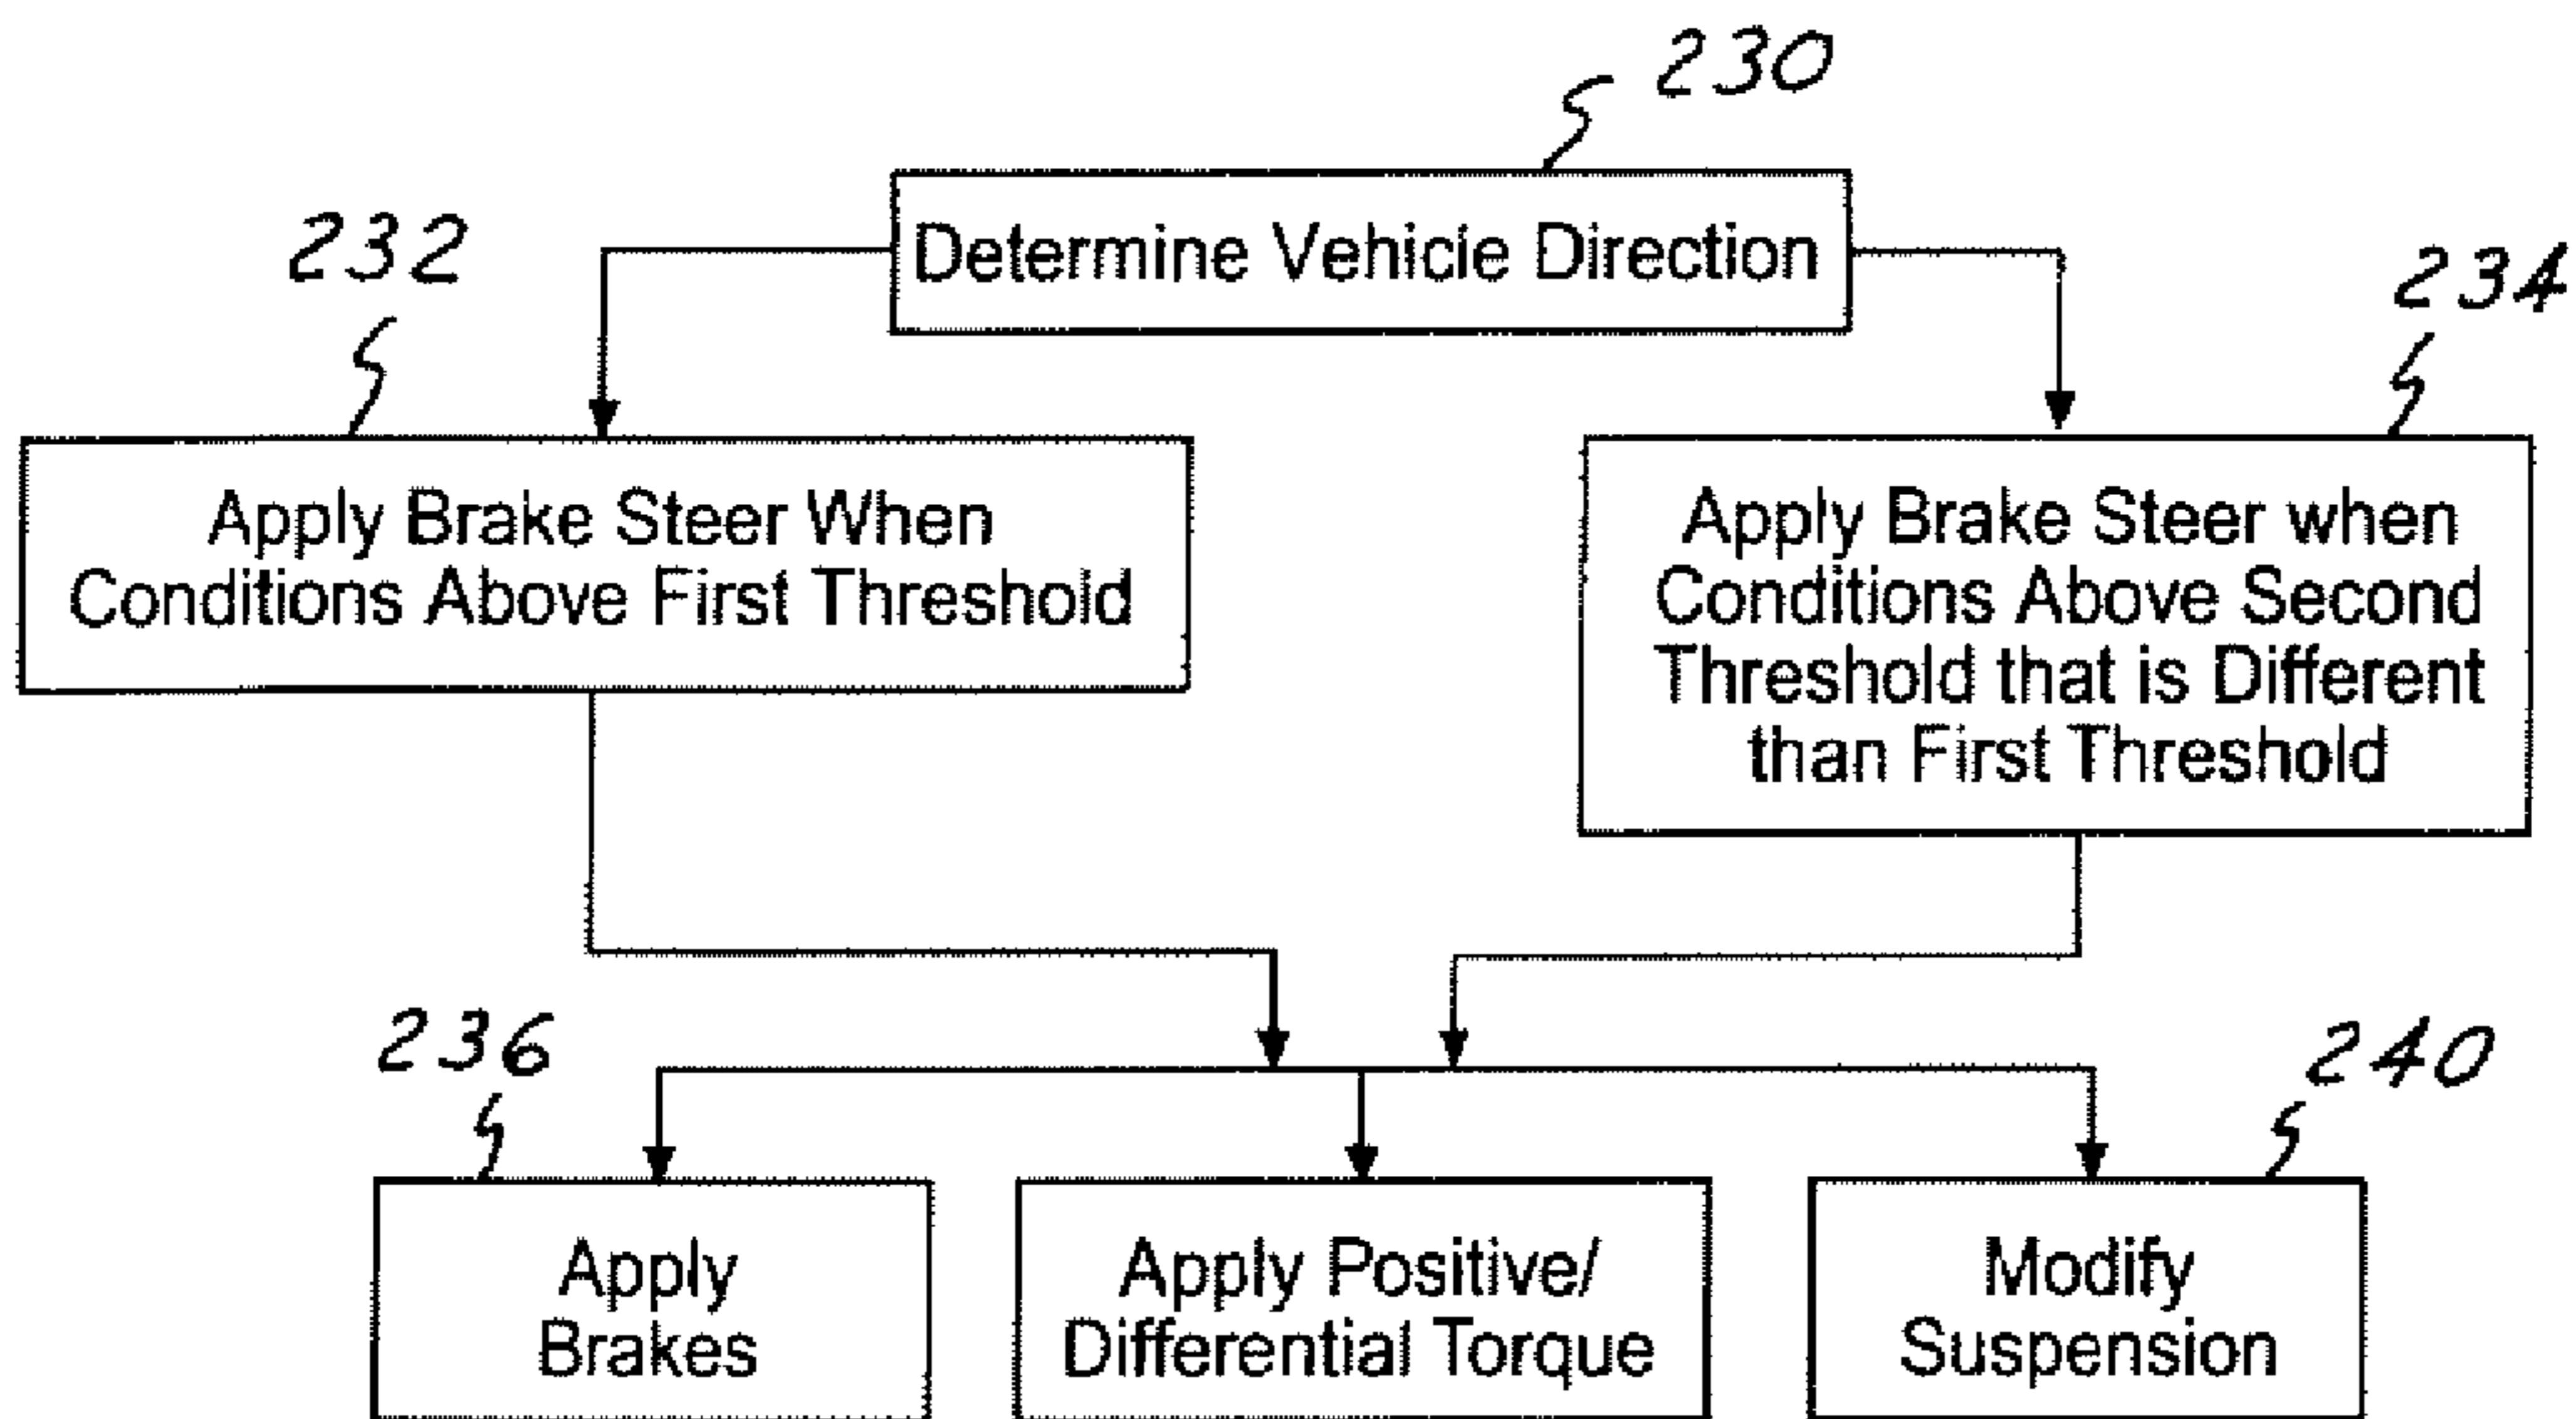 230
232
Determine Vehicie Direction
234
Apply Brake Steer When
Conditions Above First Threshold
Apply Brake Steer when
Conditions Above Second
Threshold that is Different
than First Threshold
236
240
Apply
Brakes
Apply Positive/
Differential Torque
Modify
Suspension